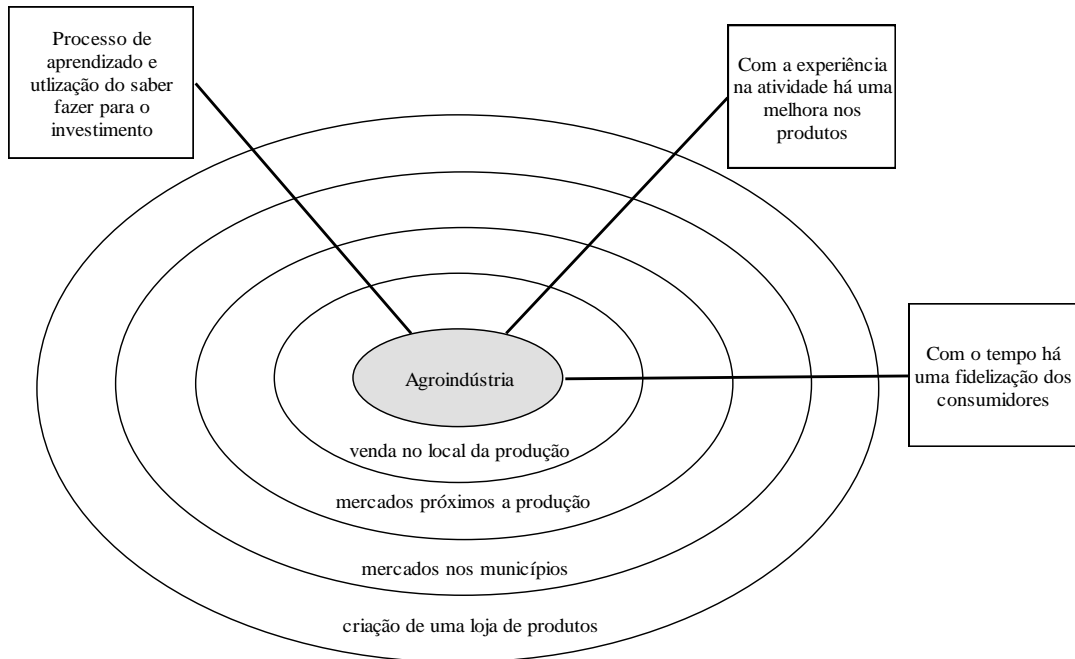 Processo de
aprendizado e
utlização do saber
fazer para o
investimento
Com a experiência
na atividade há uma
melhora nos
produtos
Com o tempo há
uma fidelização dos
consumidores
Agroindústria
venda no local da produção
mercados próximos a produção
mercados nos municípios
criação de uma loja de produtos